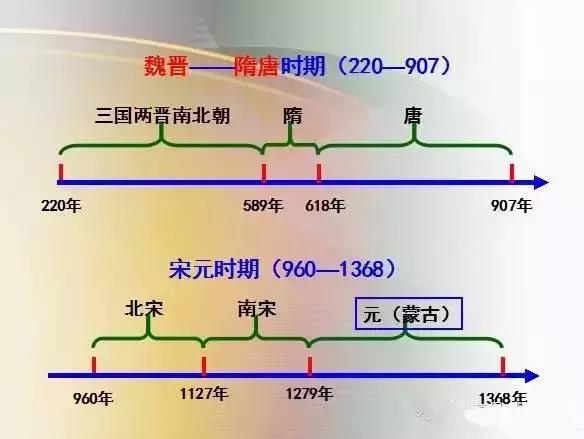 魏晋——隋唐时期（220—907）
三国两晋南北朝 隋 唐
220年 589年 618年 907年
宋元时期（960—1368）
北宋 南宋 元（蒙古）
960年 1127年 1279年 1368年